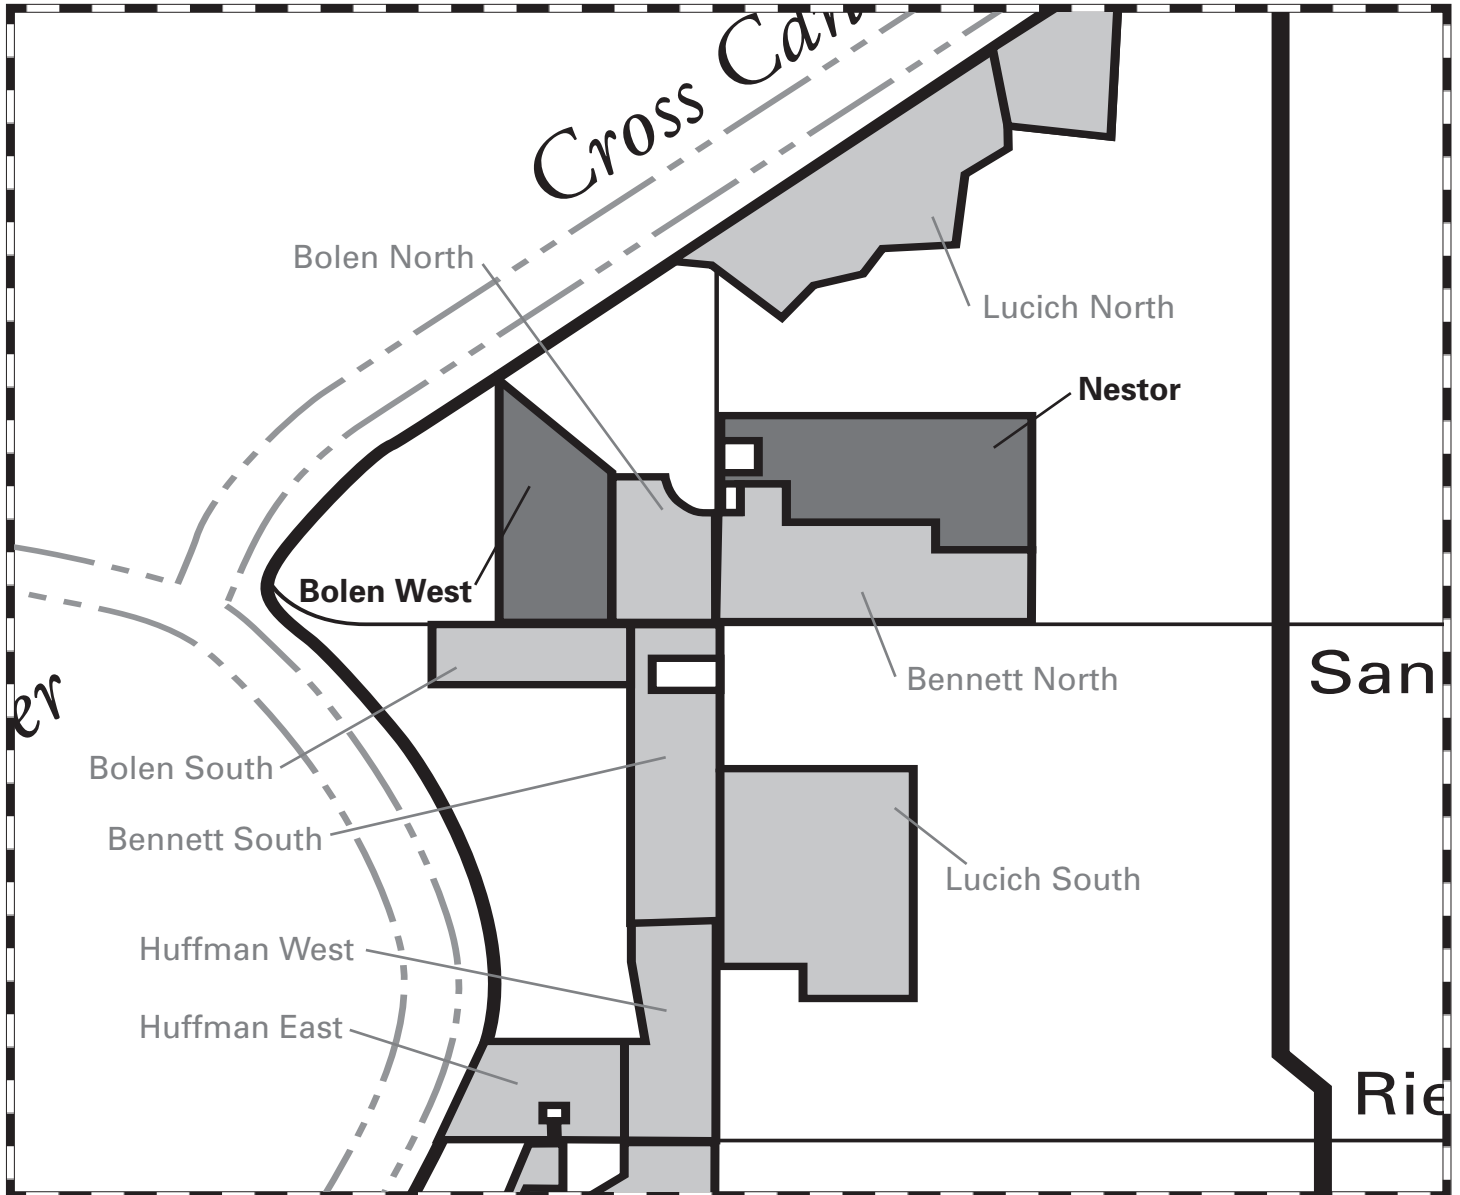 Cross Can
Bolen North
Lucich North
Nestor
Bolen West
San
Bennett North
er
Bolen South
Bennett South
Lucich South
Huffman West
Huffman East
Rie